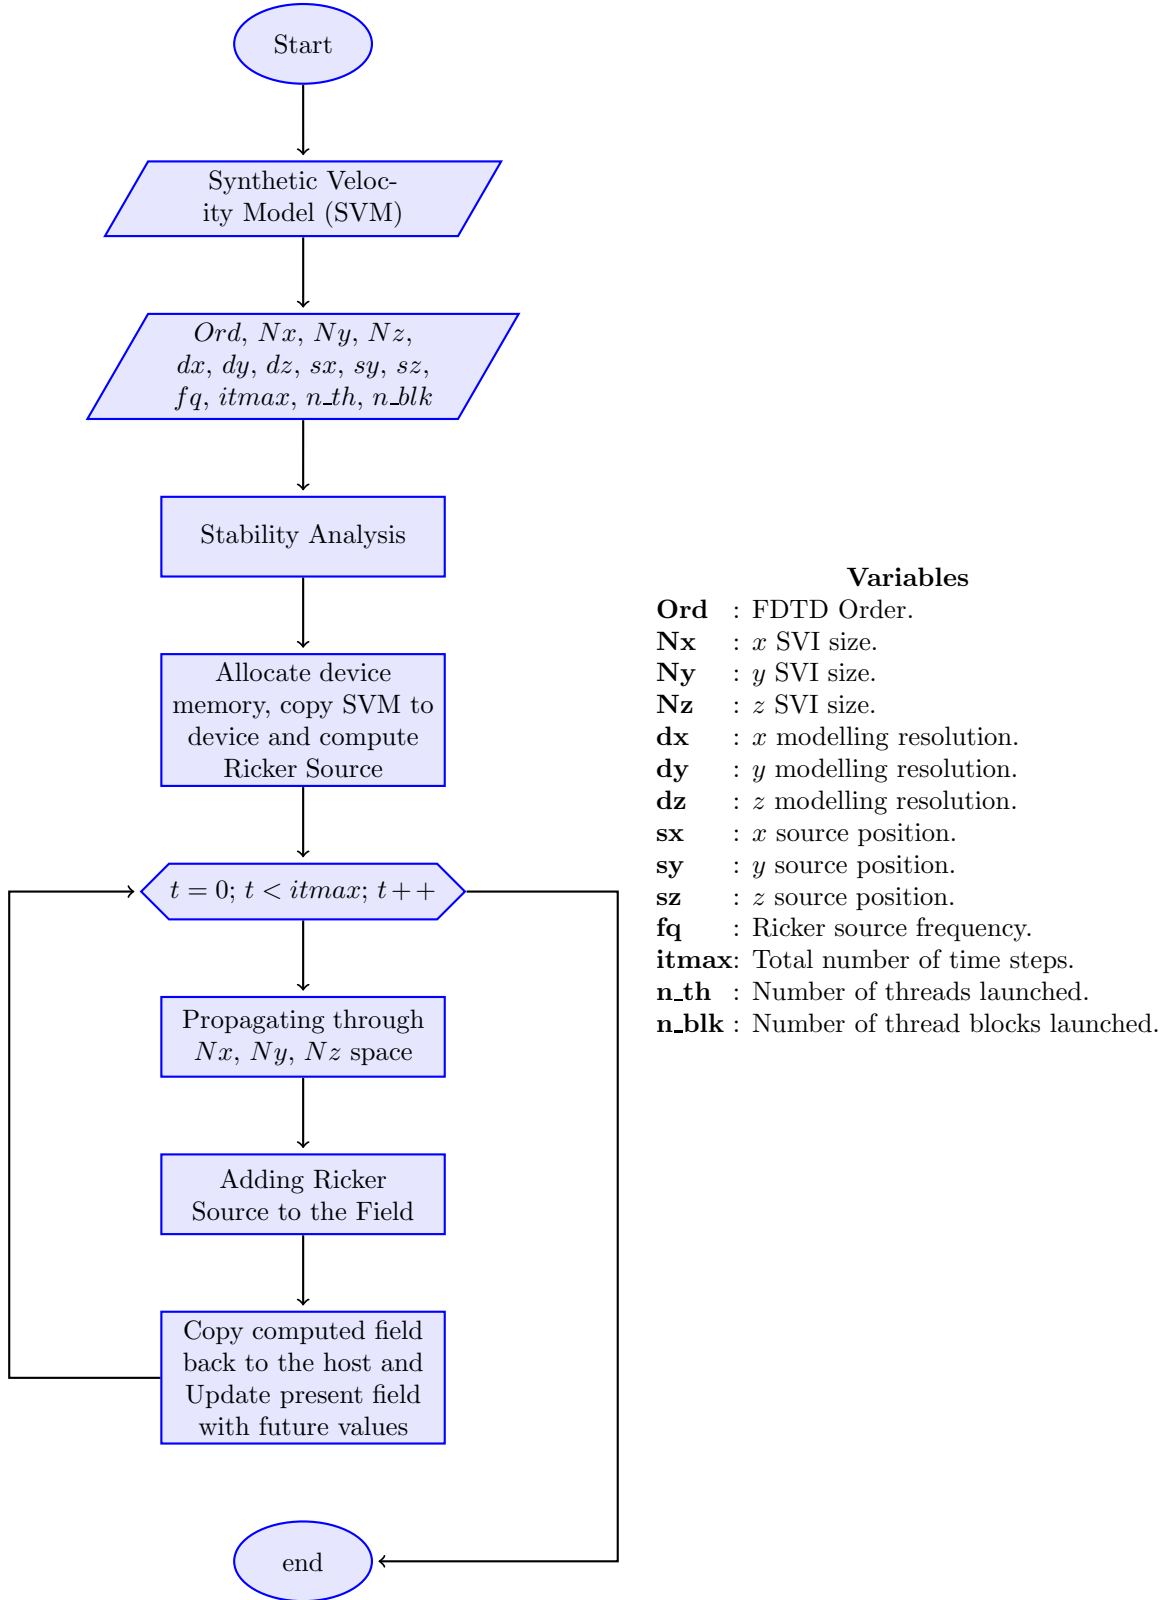 Start
Synthetic Veloc-
ity Model (SVM)
Ord, Nx, Ny, Nz,
dx, dy, dz, sx, sy, sz,
fq, itmax, n_th, n_blk
Stability Analysis
Allocate device
memory, copy SVM to
device and compute
Ricker Source
t = 0; t < itmax; t++
Propagating through
Nx, Ny, Nz space
Adding Ricker
Source to the Field
Copy computed field
back to the host and
Update present field
with future values
end
Variables
Ord : FDTD Order.
Nx : x SVI size.
Ny : y SVI size.
Nz : z SVI size.
dx : x modelling resolution.
dy : y modelling resolution.
dz : z modelling resolution.
sx : x source position.
sy : y source position.
sz : z source position.
fq : Ricker source frequency.
itmax: Total number of time steps.
n_th : Number of threads launched.
n_blk : Number of thread blocks launched.